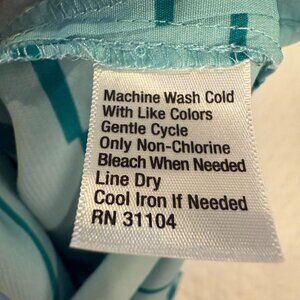 Machine Wash Cold
With Like Colors
Gentle Cycle
Only Non-Chlorine
Bleach When Needed
Line Dry
Cool Iron If Needed
RN 31104